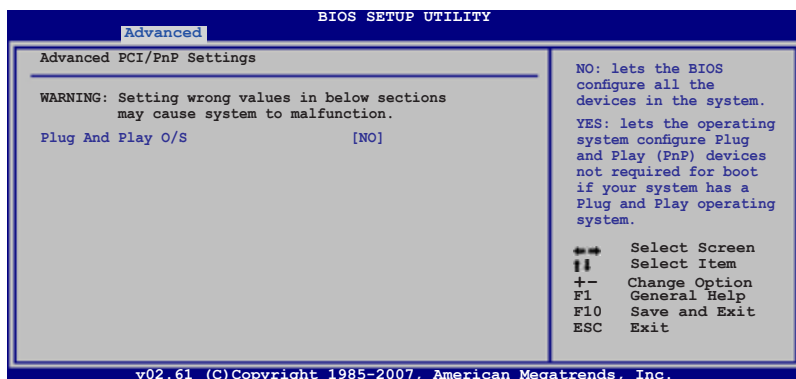 BIOS SETUP UTILITY
Advanced
Advanced PCI/PnP Settings
WARNING: Setting wrong values in below sections
may cause system to malfunction.
Plug And Play O/S [NO]
NO: lets the BIOS
configure all the
devices in the system.
YES: lets the operating
system configure Plug
and Play (PnP) devices
not required for boot
if your system has a
Plug and Play operating
system.
←→ Select Screen
↑↓ Select Item
+- Change Option
F1 General Help
F10 Save and Exit
ESC Exit
v02.61 (C)Copyright 1985-2007, American Megatrends, Inc.